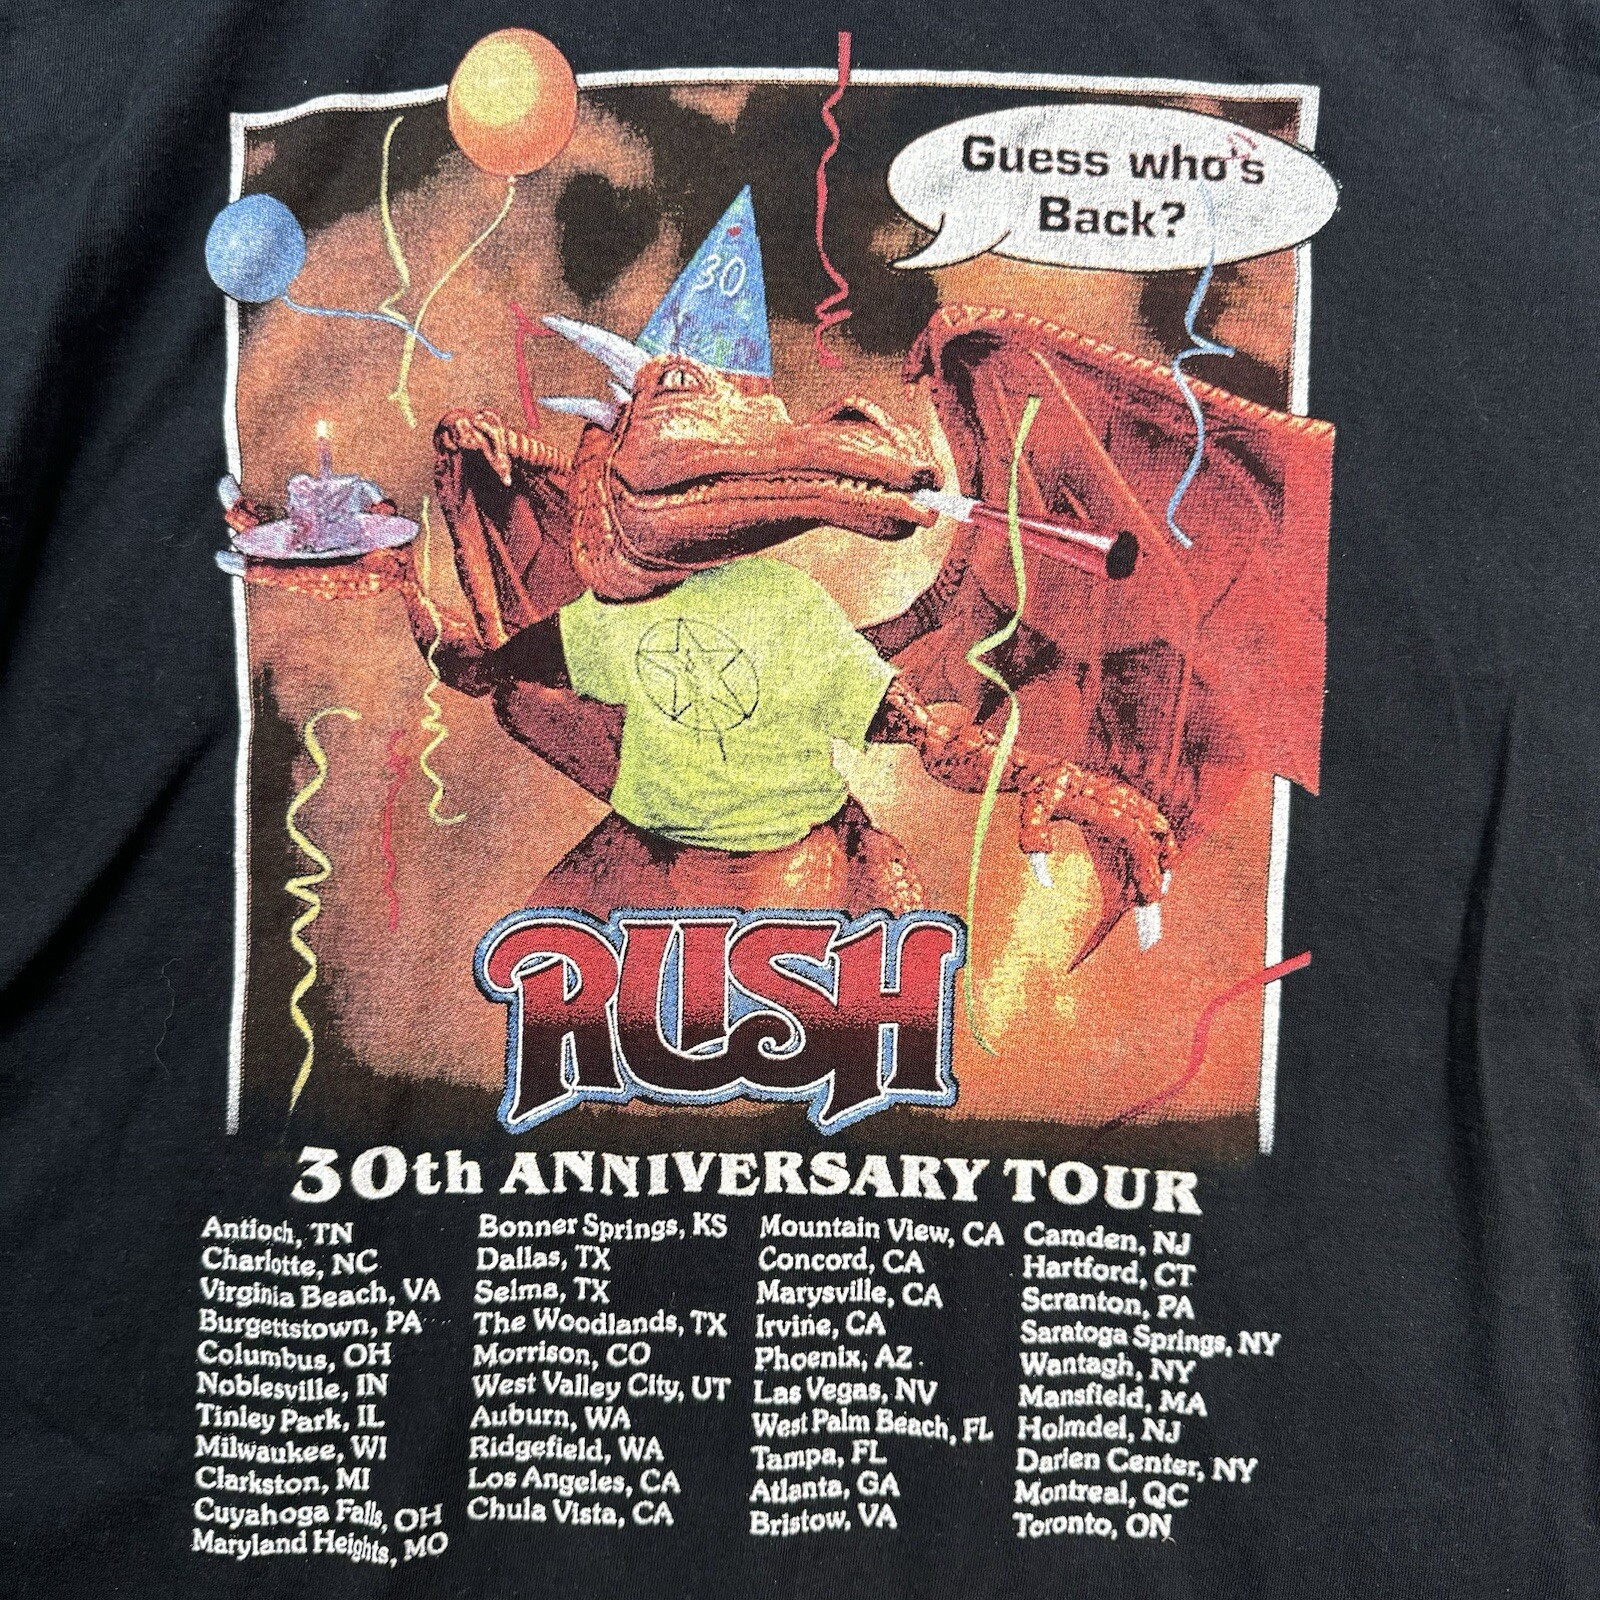 Guess who's
Back?
30
RUSH
30th ANNIVERSARY TOUR
Antioch, TN
Charlotte, NC
Virginia Beach, VA
Burgettstown, PA
Columbus, OH
Noblesville, IN
Tinley Park, IL
Milwaukee, WI
Clarkston, MI
Cuyahoga Falls, OH
Maryland Heights, MO
Bonner Springs, KS
Dallas, TX
Selma, TX
The Woodlands, TX
Morrison, CO
West Valley City, UT
Auburn, WA
Ridgefield, WA
Los Angeles, CA
Chula Vista, CA
Mountain View, CA
Concord, CA
Marysville, CA
Irvine, CA
Phoenix, AZ
Las Vegas, NV
West Palm Beach, FL
Tampa, FL
Atlanta, GA
Bristow, VA
Camden, NJ
Hartford, CT
Scranton, PA
Saratoga Springs, NY
Wantagh, NY
Mansfield, MA
Holmdel, NJ
Darien Center, NY
Montreal, QC
Toronto, ON